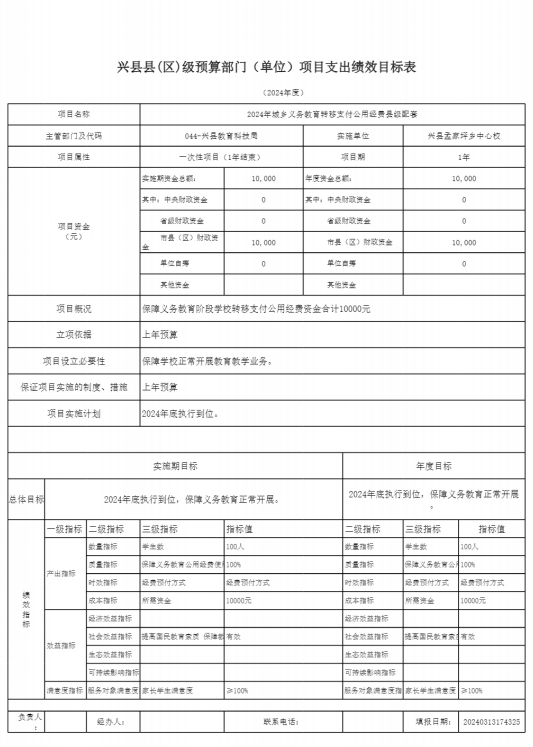 兴县县(区)级预算部门（单位）项目支出绩效目标表
（2024年度）
项目名称 2024年城乡义务教育转移支付公用经费县级配套
主管部门及代码 044-兴县教育科技局 实施单位 兴县孟家坪乡中心校
项目属性 一次性项目（1年结束） 项目期 1年
项目资金（元）
实施期资金总额: 10,000 年度资金总额: 10,000
其中: 中央财政资金 0 其中: 中央财政资金 0
省级财政资金 0 省级财政资金 0
市县（区）财政资金 10,000 市县（区）财政资金 10,000
单位自筹 0 单位自筹 0
其他资金 其他资金
项目概况 保障义务教育阶段学校转移支付公用经费资金合计10000元
立项依据 上年预算
项目设立必要性 保障学校正常开展教育教学业务。
保证项目实施的制度、措施 上年预算
项目实施计划 2024年底执行到位。
实施期目标 年度目标
总体目标 2024年底执行到位，保障义务教育正常开展。 2024年底执行到位，保障义务教育正常开展。
绩效指标
一级指标 二级指标 三级指标 指标值 二级指标 三级指标 指标值
产出指标
数量指标 学生数 100人 数量指标 学生数 100人
质量指标 保障义务教育公用经费使 100% 质量指标 保障义务教育公 100%
时效指标 经费预付方式 经费预付方式 时效指标 经费预付方式 经费预付方式
成本指标 所需资金 10000元 成本指标 所需资金 10000元
效益指标
经济效益指标 经济效益指标
社会效益指标 提高国民教育素质 保障教 有效 社会效益指标 提高国民教育素 有效
生态效益指标 生态效益指标
可持续影响指标 可持续影响指标
满意度指标 服务对象满意度 家长学生满意度 ≥100% 服务对象满意度指 家长学生满意度 ≥100%
负责人: 经办人: 联系电话: 填报日期: 20240313174325